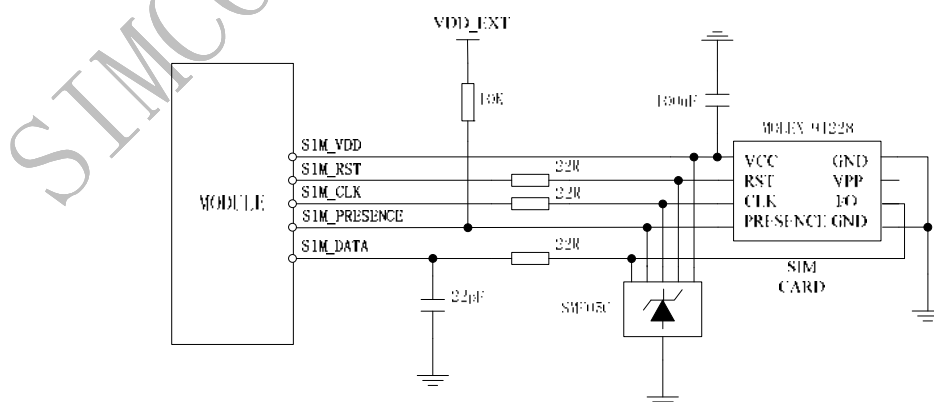 SIMCO
VDD_EXT
10K
100nF
MOLEX 91228
MODULE
SIM_VDD
SIM_RST
SIM_CLK
SIM_PRESENCE
SIM_DATA
22R
22R
22R
22pF
VCC GND
RST VPP
CLK I/O
PRESENCE GND
SIM
CARD
SMF05C